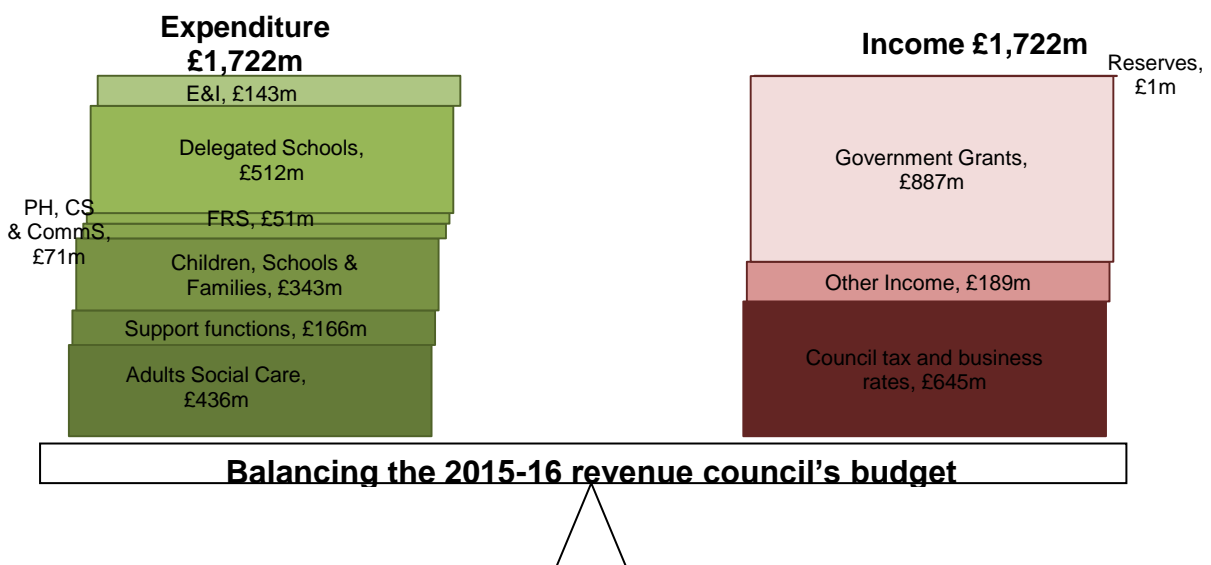 Expenditure
£1,722m
E&I, £143m
Delegated Schools,
£512m
PH, CS
& CommS,
£71m
FRS, £51m
Children, Schools &
Families, £343m
Support functions, £166m
Adults Social Care,
£436m
Income £1,722m
Reserves,
£1m
Government Grants,
£887m
Other Income, £189m
Council tax and business
rates, £645m
Balancing the 2015-16 revenue council’s budget